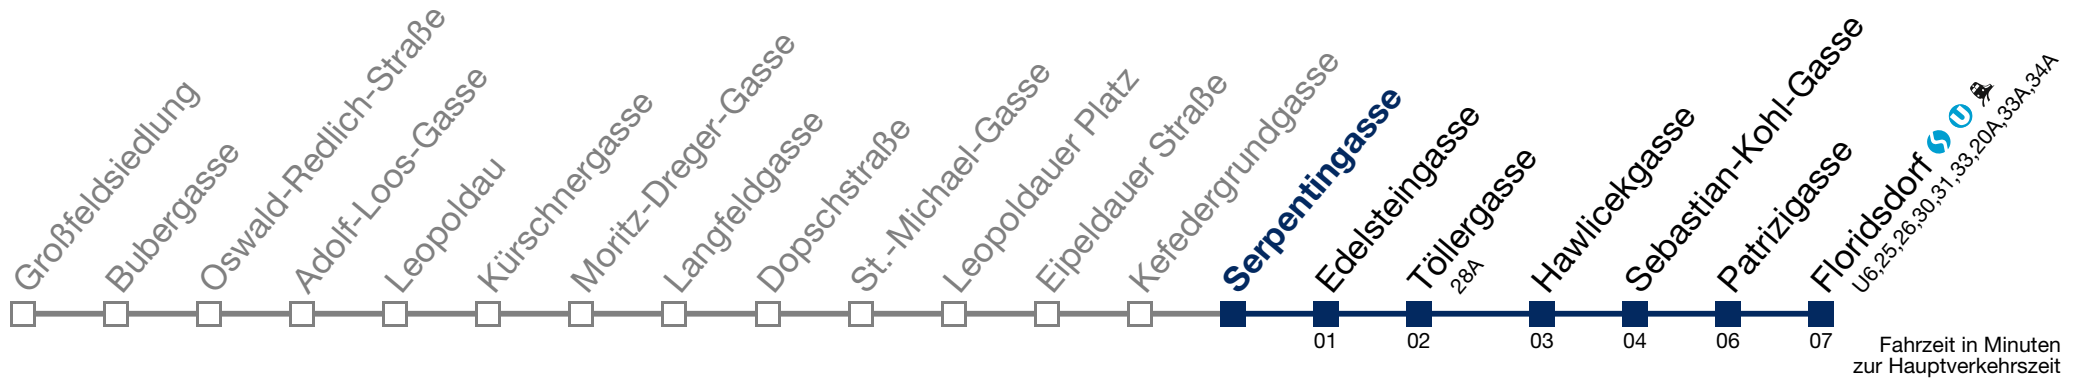 Großfeldsiedlung
Bubergasse
Oswald-Redlich-Straße
Adolf-Loos-Gasse
Leopoldau
Kürschnergasse
Moritz-Dreger-Gasse
Langfeldgasse
Dopschstraße
St.-Michael-Gasse
Leopoldauer Platz
Eipeldauer Straße
Kefedergrundgasse
Serpentingasse
Edelsteingasse
Töllergasse
28A
Hawlicekgasse
Sebastian-Kohl-Gasse
Patrizigasse
Floridsdorf S U
U6,25,26,30,31,33,20A,33A,34A
01 02 03 04 06 07
Fahrzeit in Minuten
zur Hauptverkehrszeit